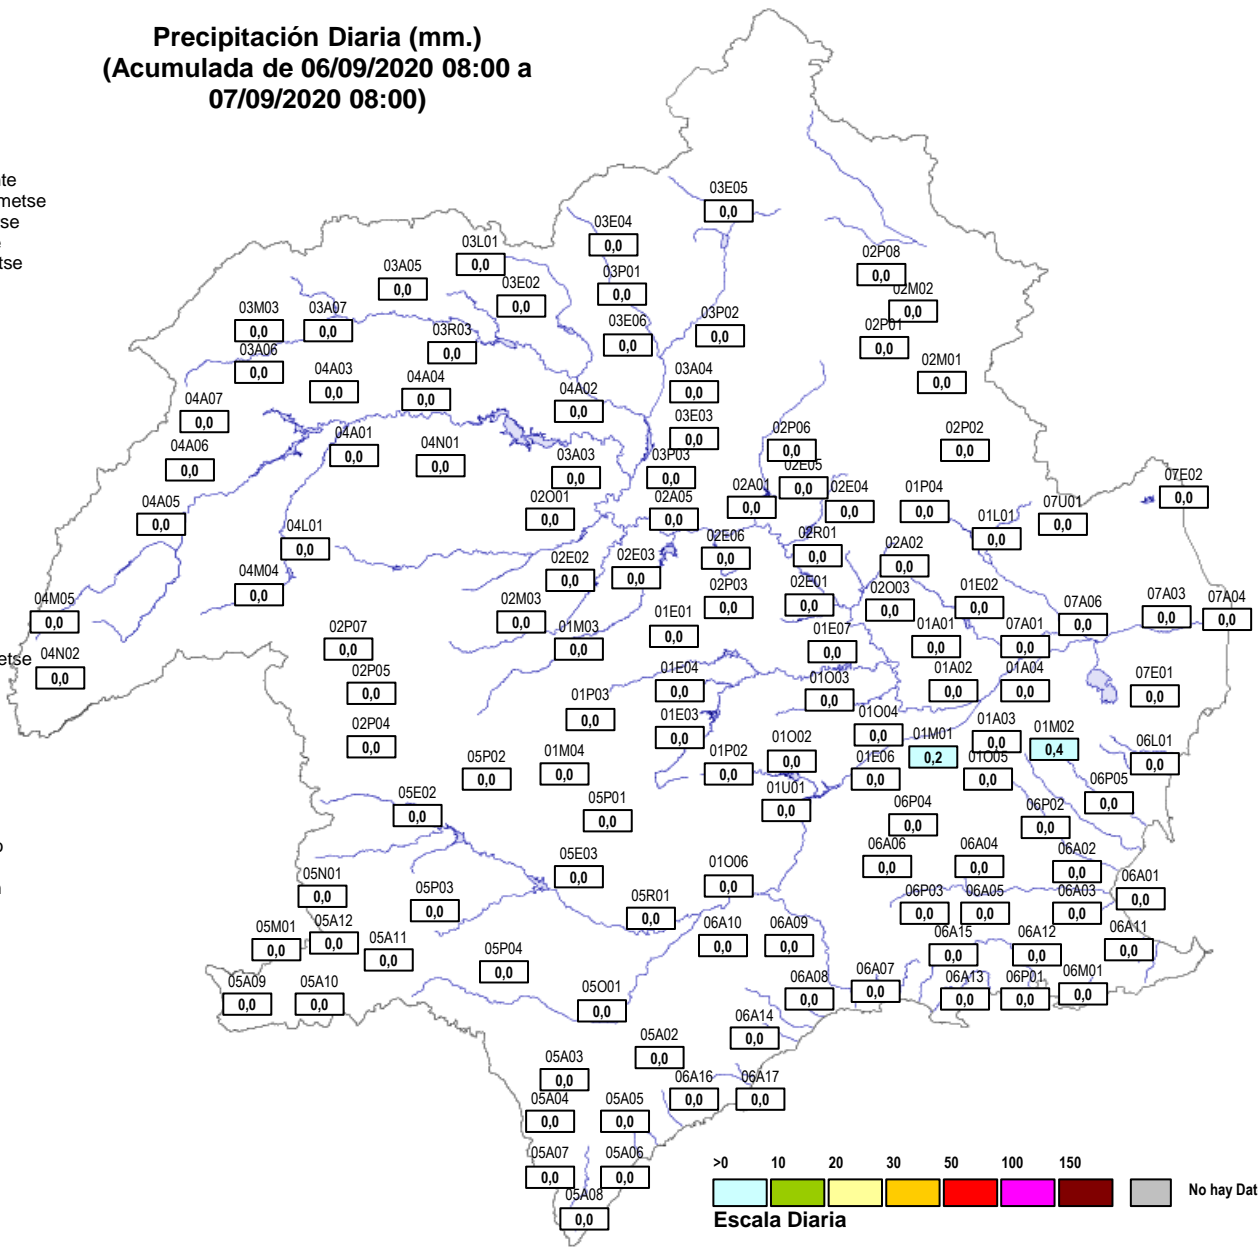 Precipitación Diaria (mm.)
(Acumulada de 06/09/2020 08:00 a
07/09/2020 08:00)
te
metse
se
tse
etse
03E05
0,0
03E04
0,0
03L01
0,0
02P08
0,0
03A05
0,0
03P01
0,0
03E02
0,0
02M02
0,0
03M03
0,0
03A07
0,0
03P02
0,0
03E06
0,0
03R03
0,0
02P01
0,0
03A06
0,0
02M01
0,0
04A03
0,0
04A04
0,0
03A04
0,0
04A02
0,0
04A07
0,0
03E03
0,0
04A01
0,0
02P06
0,0
02P02
0,0
04N01
0,0
04A06
0,0
03A03
0,0
03P03
0,0
02E05
0,0
07E02
0,0
02A01
0,0
02E04
0,0
01P04
0,0
02O01
0,0
02A05
0,0
04A05
0,0
07U01
0,0
01L01
0,0
04L01
0,0
02E06
0,0
02R01
0,0
02A02
0,0
02E02
0,0
02E03
0,0
04M04
0,0
02P03
0,0
02E01
0,0
02O03
0,0
01E02
0,0
04M05
0,0
02M03
0,0
01E01
0,0
07A06
0,0
07A03
0,0
07A04
0,0
02P07
0,0
01M03
0,0
01E07
0,0
01A01
0,0
07A01
0,0
04N02
0,0
02P05
0,0
01E04
0,0
01O03
0,0
01A02
0,0
01A04
0,0
07E01
0,0
01P03
0,0
01E03
0,0
01O04
0,0
02P04
0,0
01M01
0,2
01A03
0,0
01M02
0,4
05P02
0,0
01M04
0,0
01P02
0,0
01O02
0,0
01E06
0,0
01O05
0,0
06L01
0,0
05E02
0,0
05P01
0,0
01U01
0,0
06P04
0,0
06P02
0,0
06P05
0,0
05E03
0,0
06A06
0,0
06A04
0,0
06A02
0,0
05N01
0,0
05P03
0,0
01O06
0,0
06A01
0,0
05R01
0,0
06P03
0,0
06A05
0,0
06A03
0,0
05M01
0,0
05A12
0,0
05A11
0,0
06A10
0,0
06A09
0,0
06A15
0,0
06A12
0,0
06A11
0,0
05P04
0,0
05A09
0,0
05A10
0,0
05O01
0,0
06A08
0,0
06A07
0,0
06A13
0,0
06P01
0,0
06M01
0,0
05A02
0,0
06A14
0,0
05A03
0,0
06A16
0,0
06A17
0,0
05A04
0,0
05A05
0,0
05A07
0,0
05A06
0,0
05A08
0,0
>0 10 20 30 50 100 150
No hay Dat
Escala Diaria